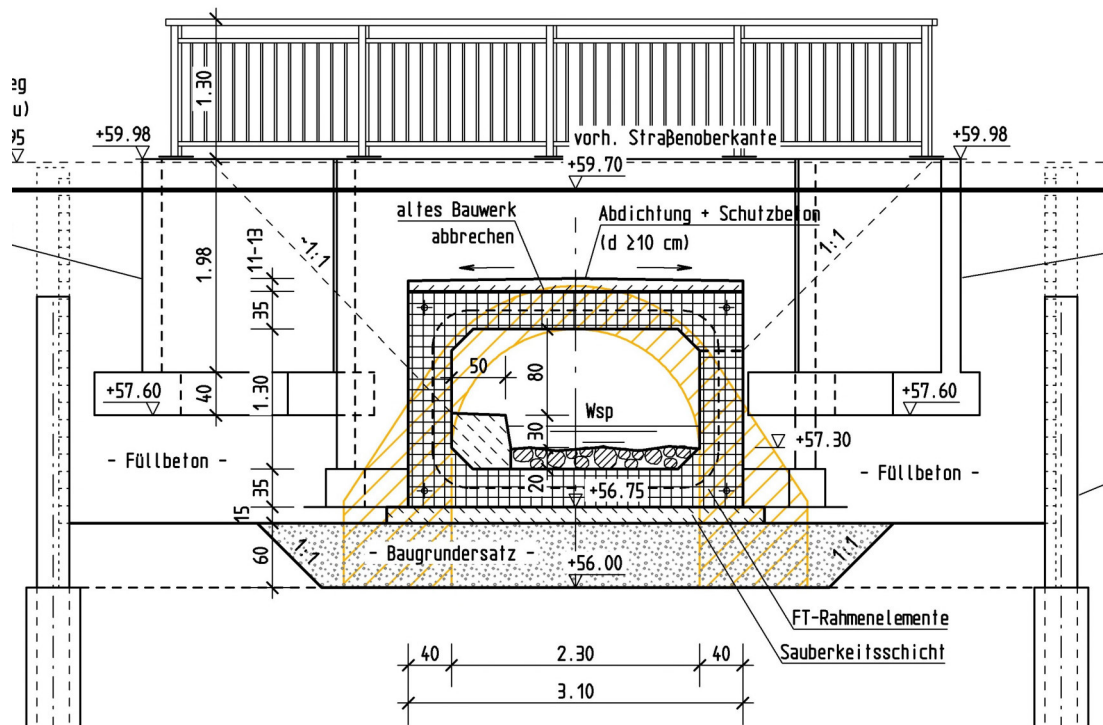 1.30
eg
u)
95
+59.98
vorh. Straßenoberkante
+59.98
+59.70
altes Bauwerk
abbrechen
Abdichtung + Schutzbeton
(d ≥10 cm)
~1:1
1:1
11-13
1.98
35
50
80
1.30
40
+57.60
+57.60
Wsp
30
+57.30
- Füllbeton -
- Füllbeton -
35
20
+56.75
15
60
1:1
- Baugrundersatz -
1:1
+56.00
FT-Rahmenelemente
Sauberkeitsschicht
40
2.30
40
3.10